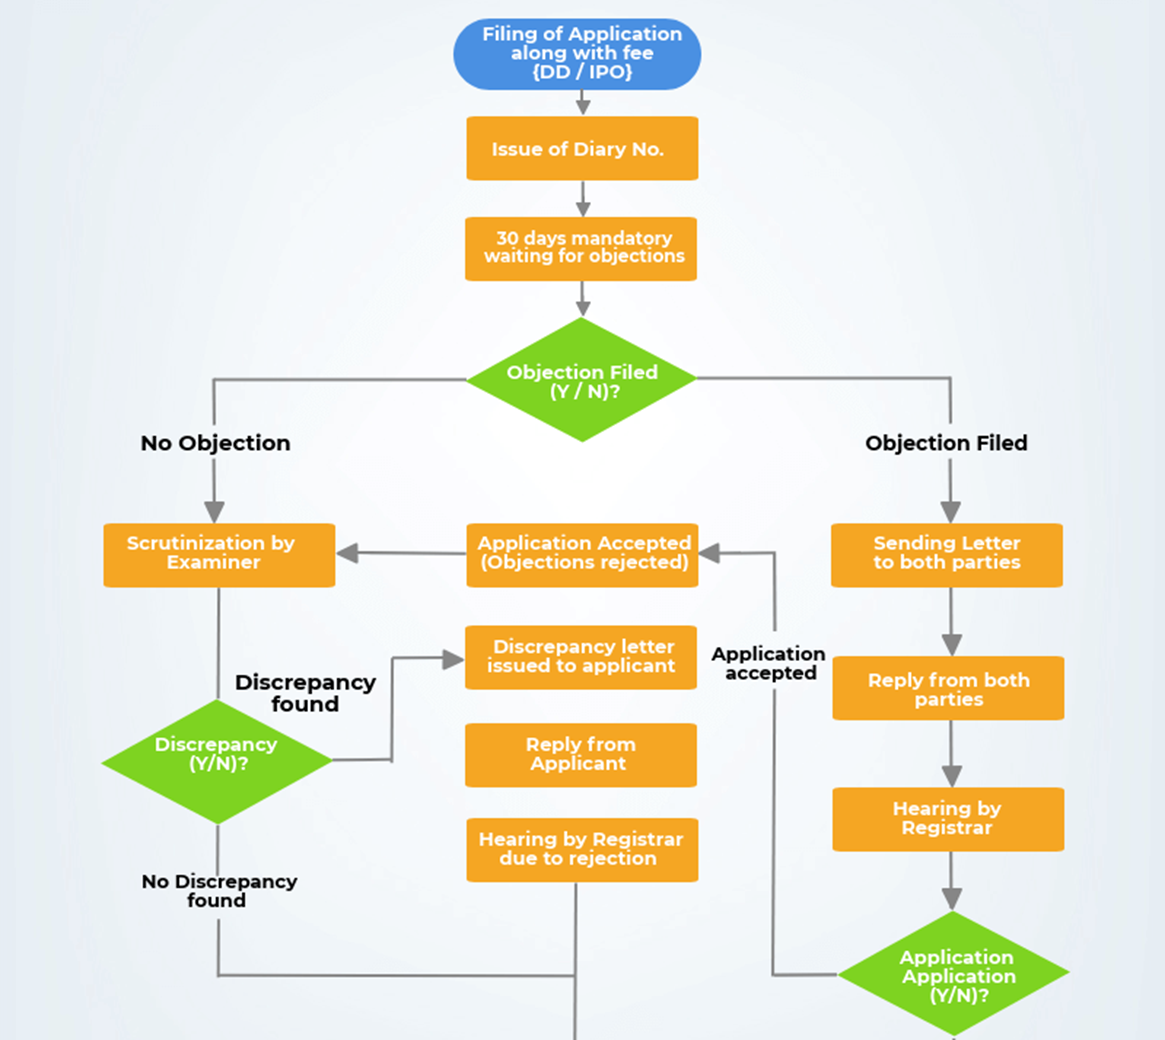 Filing of Application
along with fee
{DD / IPO}
Issue of Diary No.
30 days mandatory
waiting for objections
Objection Filed
(Y / N)?
No Objection
Objection Filed
Scrutinization by
Examiner
Application Accepted
(Objections rejected)
Sending Letter
to both parties
Discrepancy letter
issued to applicant
Application
accepted
Reply from both
parties
Discrepancy
found
Discrepancy
(Y/N)?
Reply from
Applicant
Hearing by
Registrar
Hearing by Registrar
due to rejection
No Discrepancy
found
Application
Application
(Y/N)?